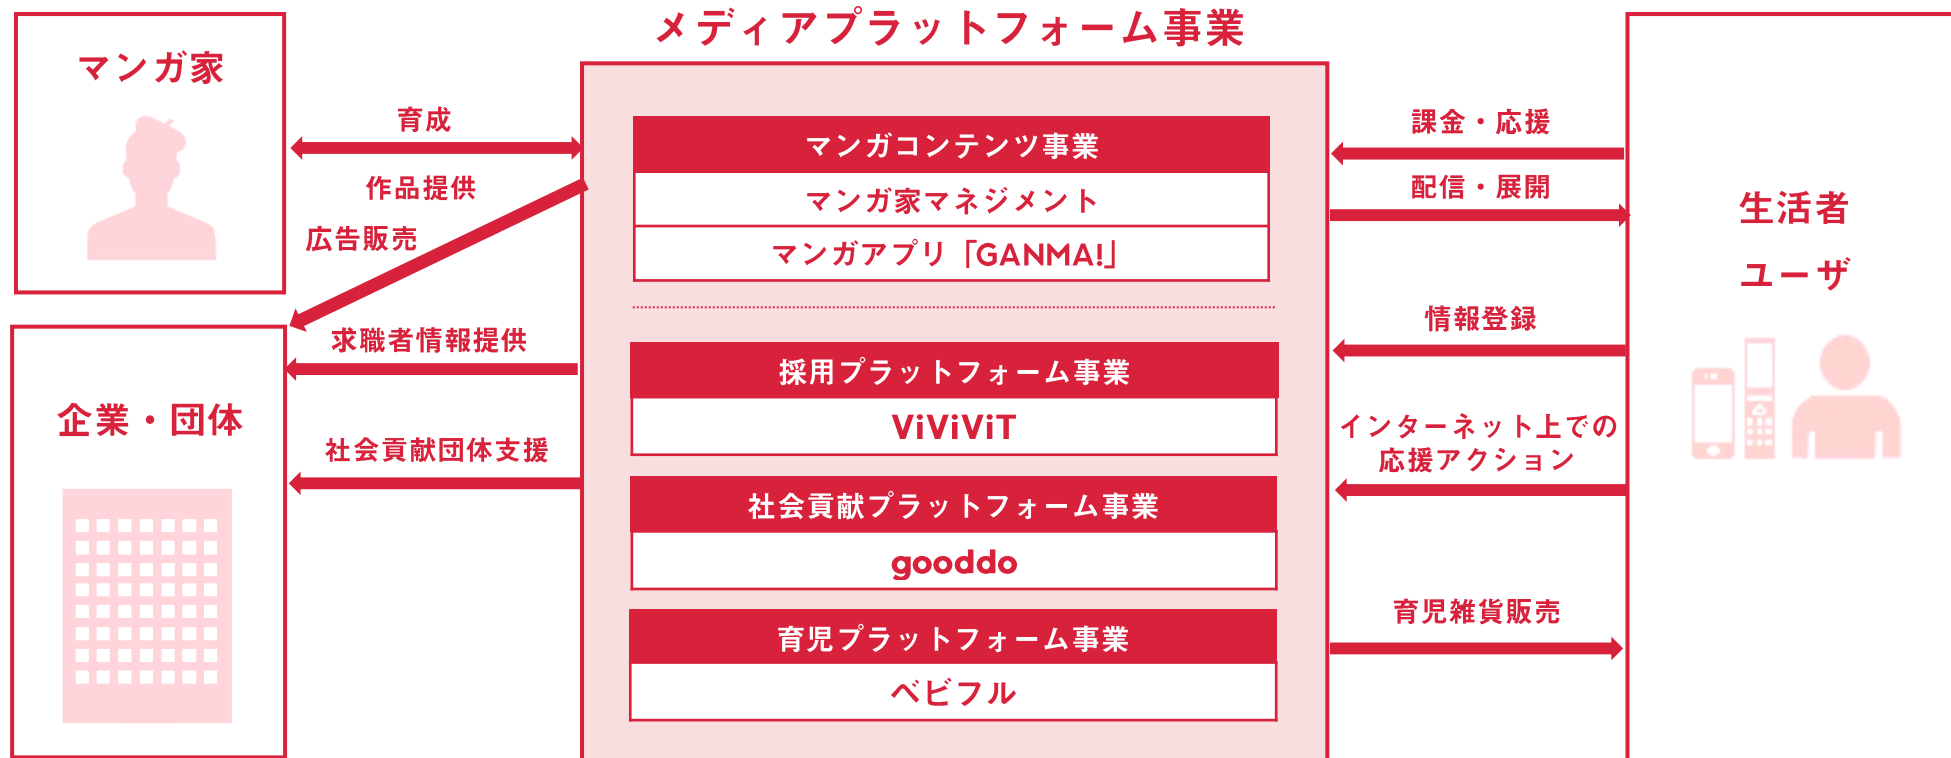 メディアプラットフォーム事業
マンガ家
育成
作品提供
広告販売
企業・団体
求職者情報提供
社会貢献団体支援
マンガコンテンツ事業
マンガ家マネジメント
マンガアプリ「GANMA!」
採用プラットフォーム事業
ViViViT
社会貢献プラットフォーム事業
gooddo
育児プラットフォーム事業
ベビフル
課金・応援
配信・展開
情報登録
インターネット上での
応援アクション
育児雑貨販売
生活者
ユーザ